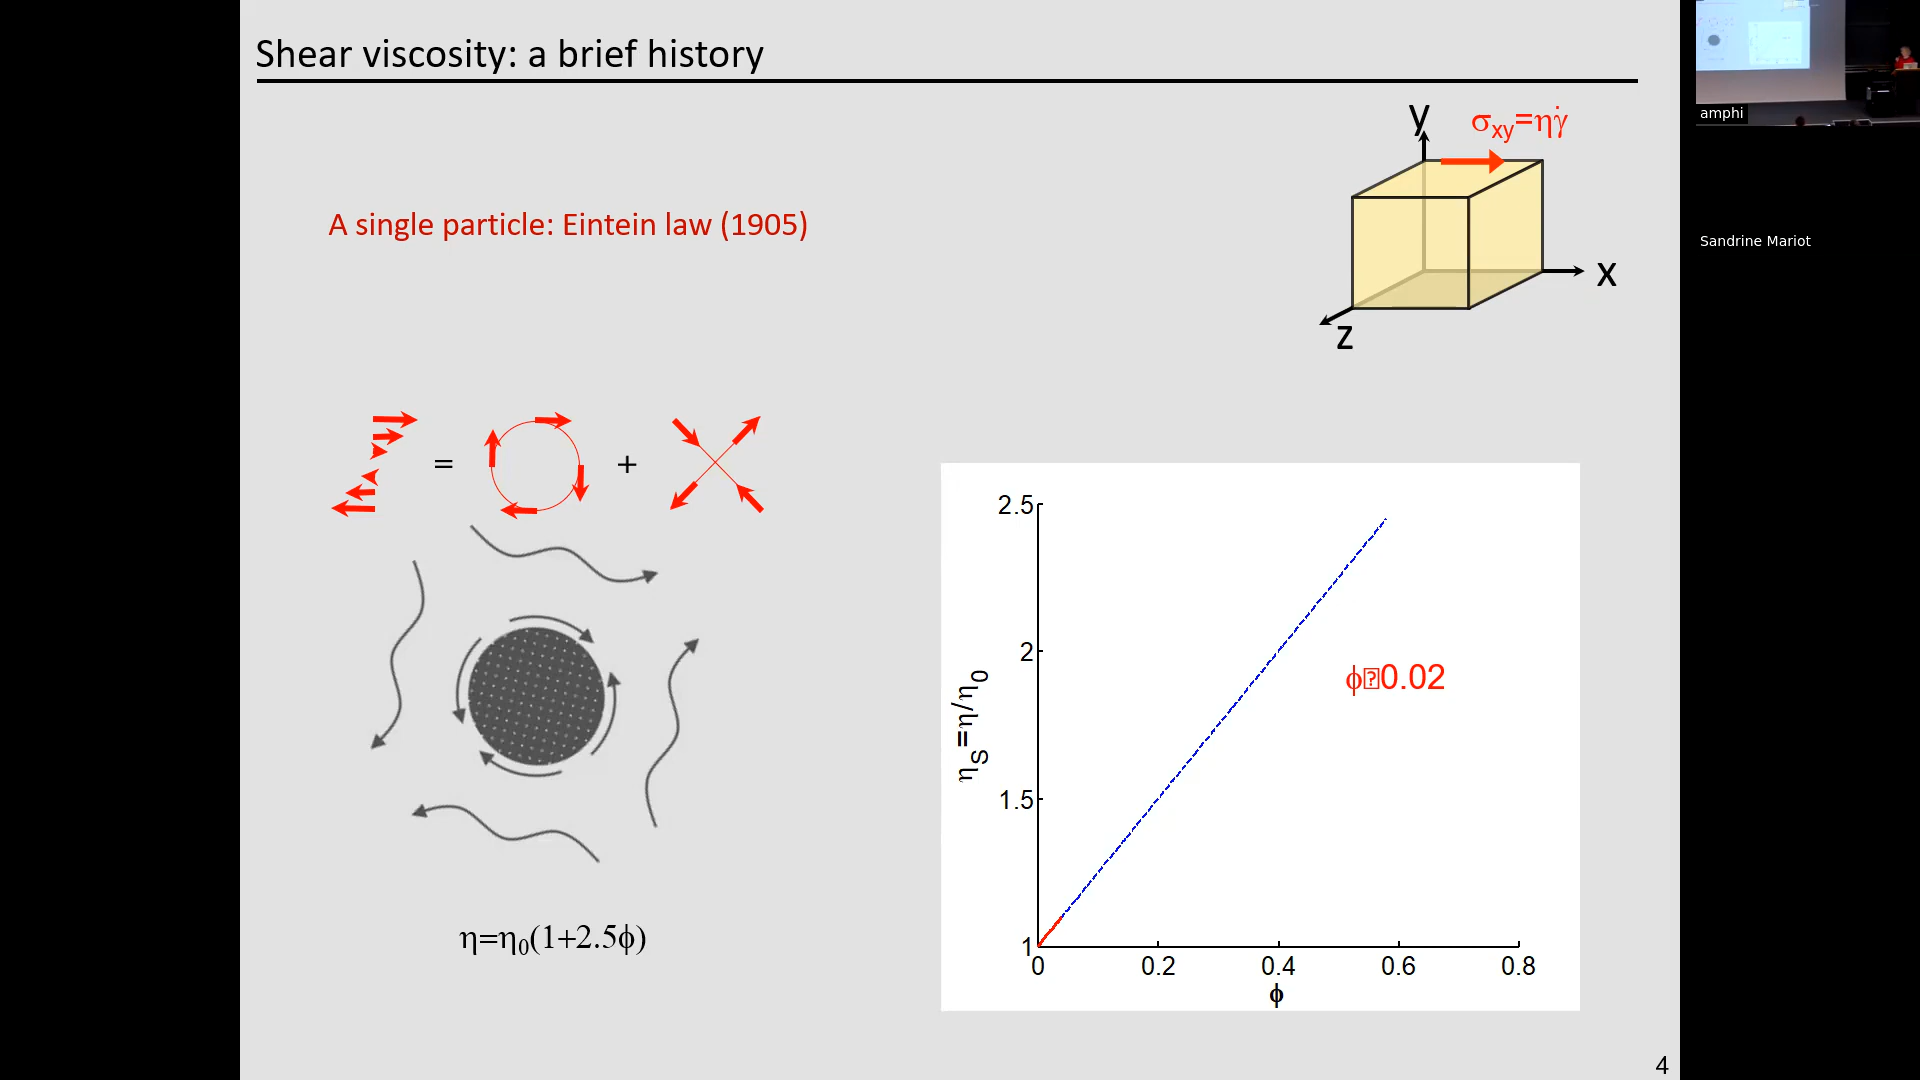 Shear viscosity: a brief history
amphi
y
σxy=ηγ̇
A single particle: Eintein law (1905)
Sandrine Mariot
x
z
= +
2.5
2
ϕ⍰0.02
ηS=η/η0
1.5
η=η0(1+2.5ϕ)
1
0 0.2 0.4 0.6 0.8
ϕ
4